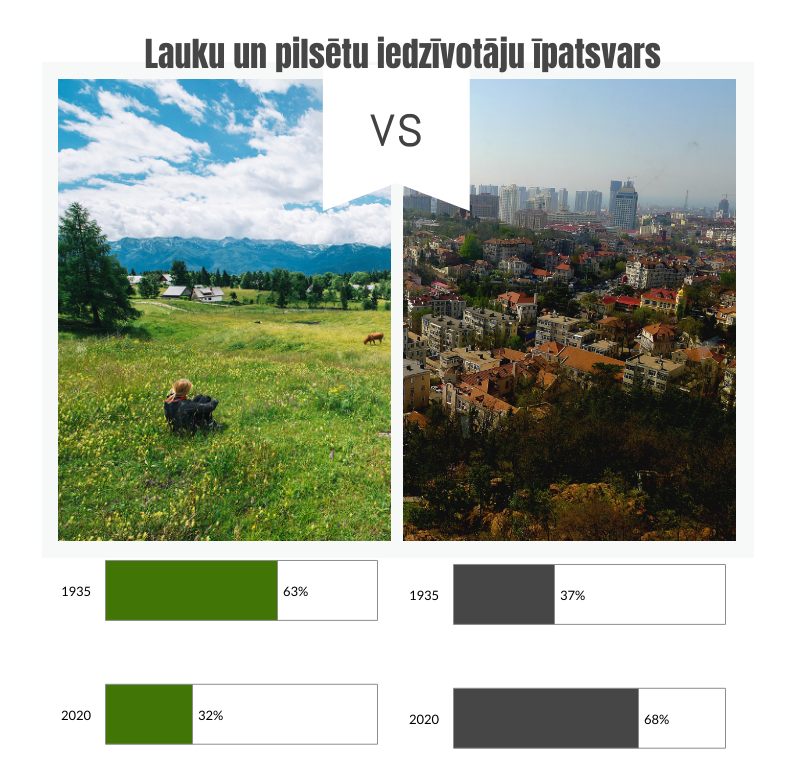 Lauku un pilsētu iedzīvotāju īpatsvars
VS
1935 63%
1935 37%
2020 32%
2020 68%